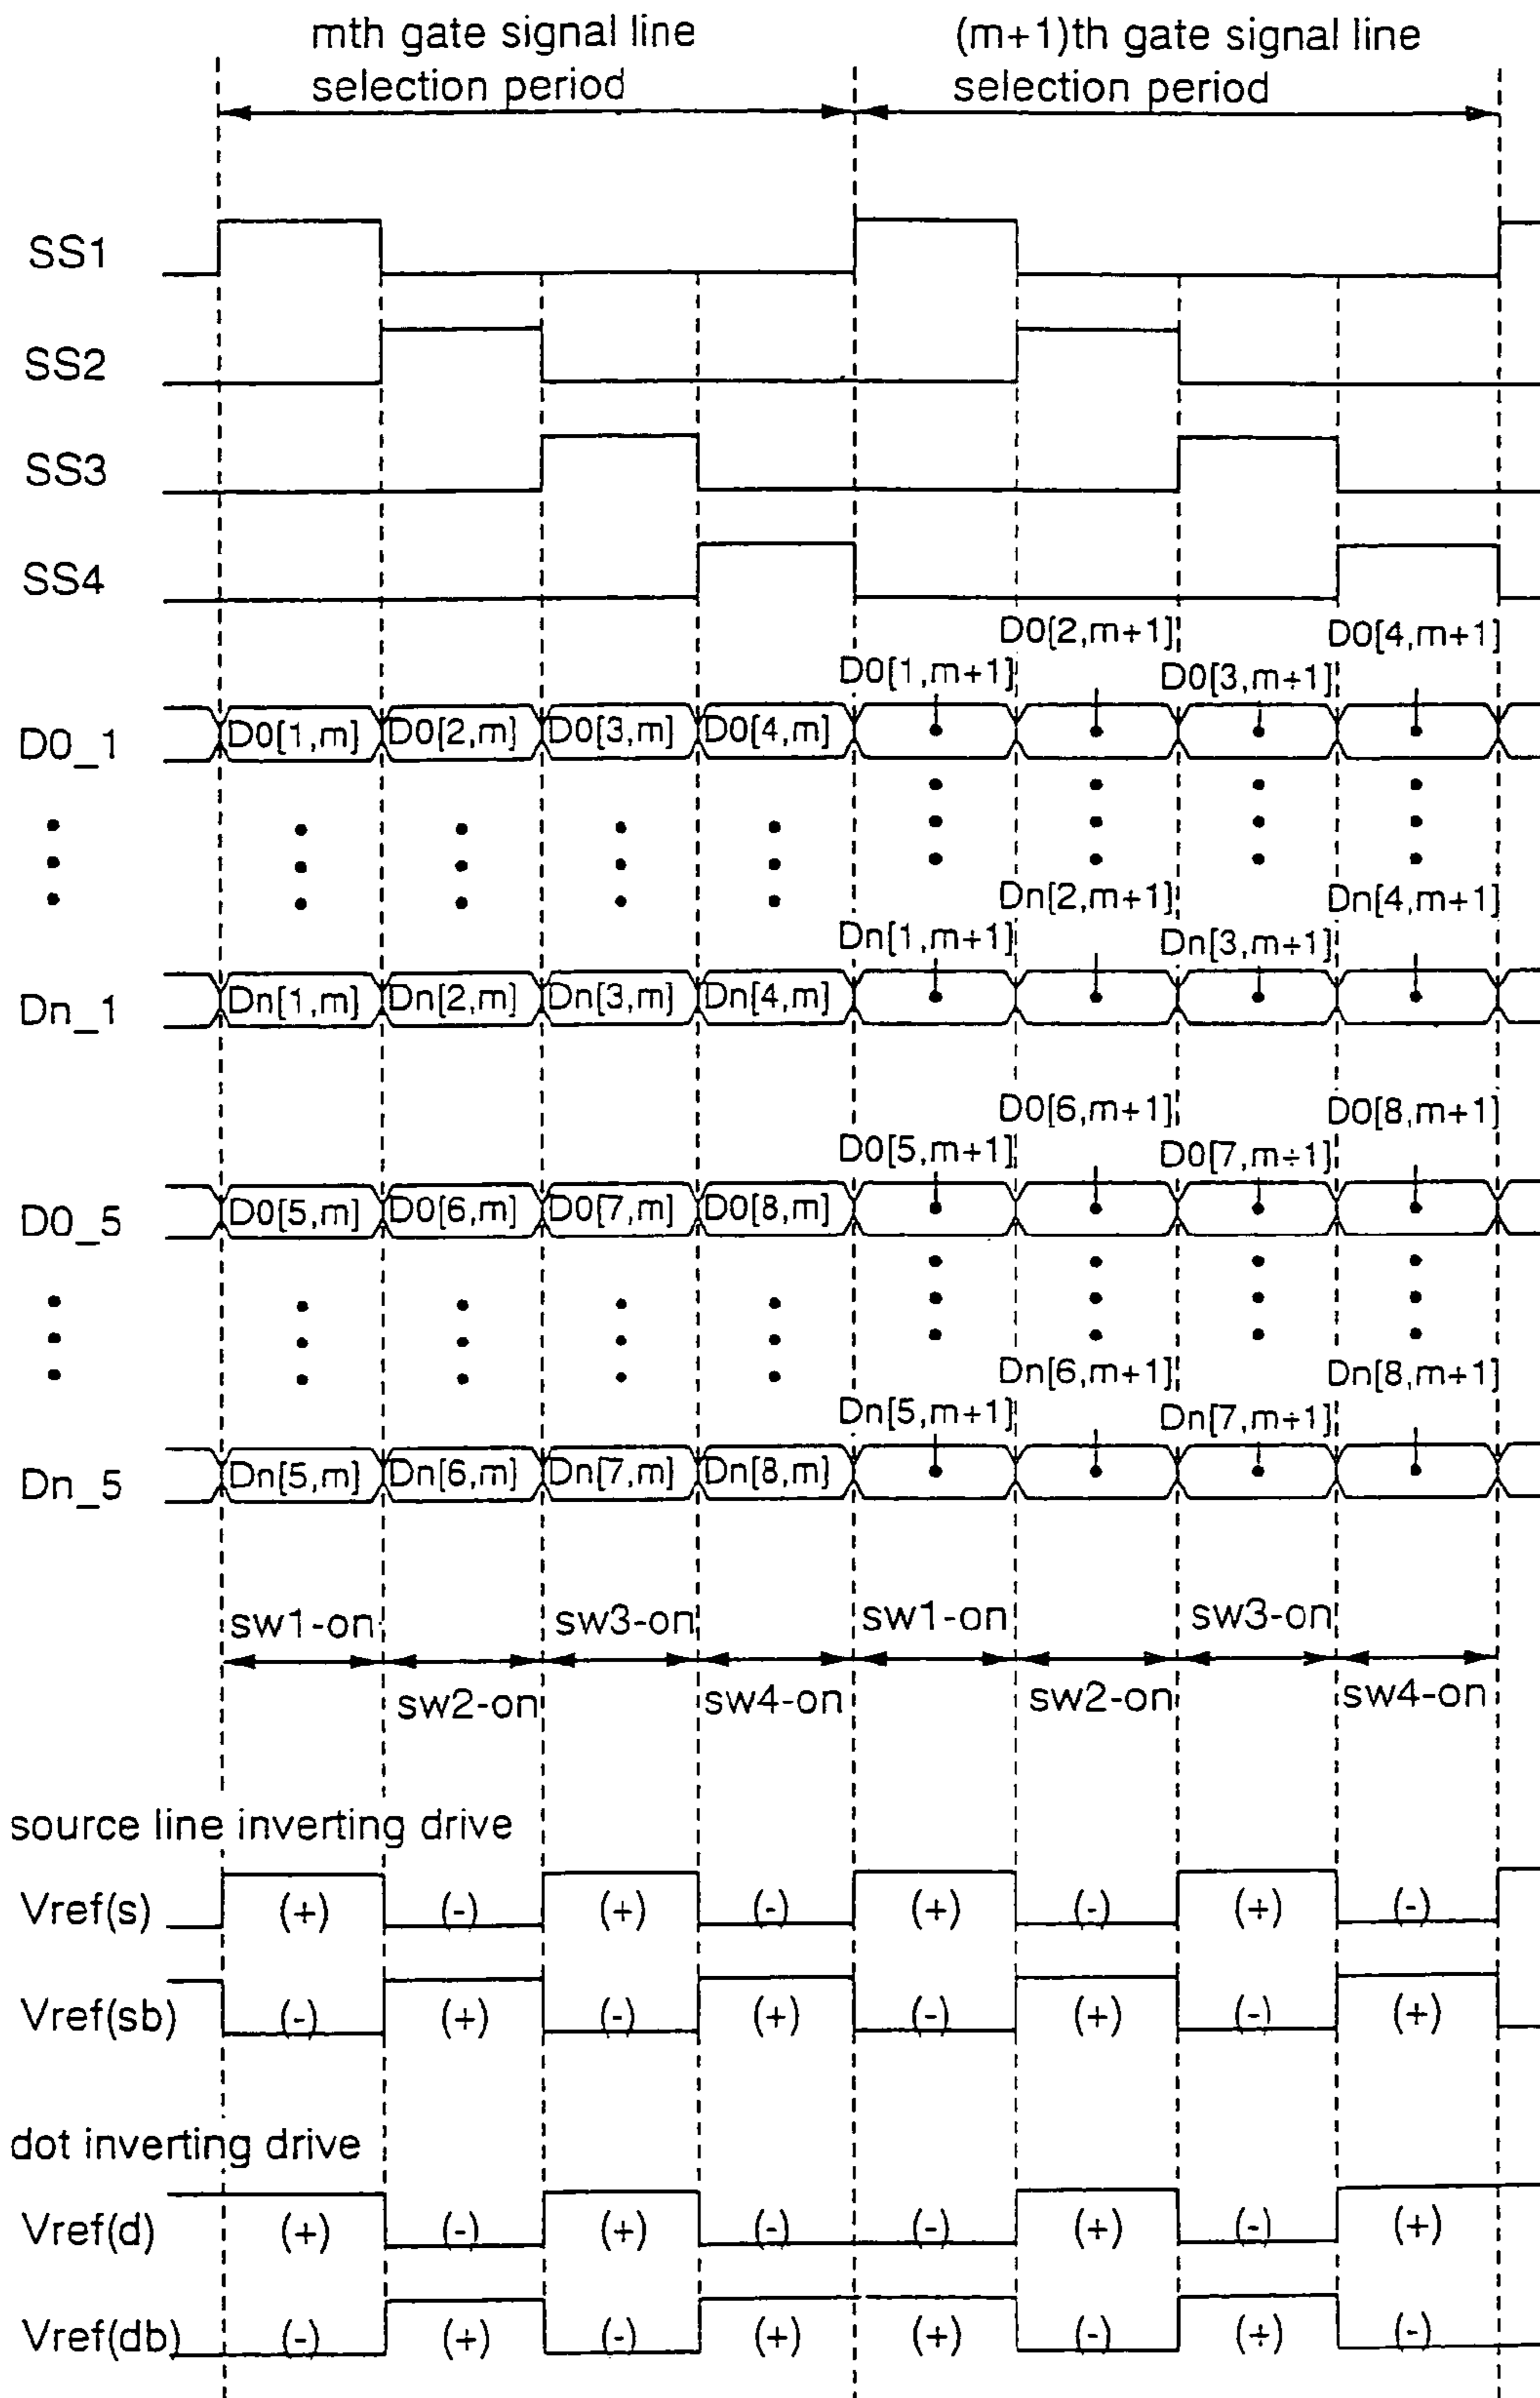 mth gate signal line
selection period
(m+1)th gate signal line
selection period
SS1
SS2
SS3
SS4
D0[2,m+1]
D0[4,m+1]
D0[1,m+1]
D0[3,m+1]
D0_1
D0[1,m]
D0[2,m]
D0[3,m]
D0[4,m]
Dn[2,m+1]
Dn[4,m+1]
Dn[1,m+1]
Dn[3,m+1]
Dn_1
Dn[1,m]
Dn[2,m]
Dn[3,m]
Dn[4,m]
D0[6,m+1]
D0[8,m+1]
D0[5,m+1]
D0[7,m+1]
D0_5
D0[5,m]
D0[6,m]
D0[7,m]
D0[8,m]
Dn[6,m+1]
Dn[8,m+1]
Dn[5,m+1]
Dn[7,m+1]
Dn_5
Dn[5,m]
Dn[6,m]
Dn[7,m]
Dn[8,m]
sw1-on
sw3-on
sw1-on
sw3-on
sw2-on
sw4-on
sw2-on
sw4-on
source line inverting drive
Vref(s) (+) (-) (+) (-) (+) (-) (+) (-)
Vref(sb) (-) (+) (-) (+) (-) (+) (-) (+)
dot inverting drive
Vref(d) (+) (-) (+) (-) (-) (+) (-) (+)
Vref(db) (-) (+) (-) (+) (+) (-) (+) (-)